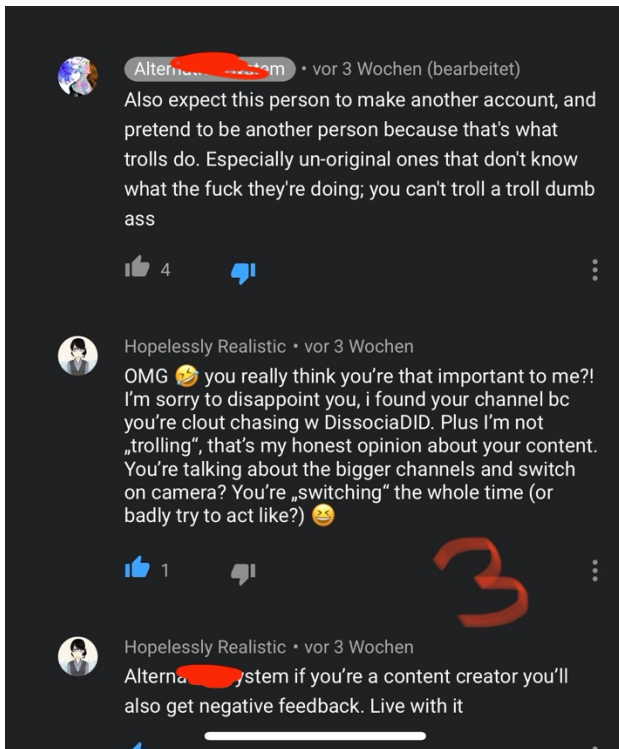 Altern m • vor 3 Wochen (bearbeitet)
Also expect this person to make another account, and
pretend to be another person because that's what
trolls do. Especially un-original ones that don't know
what the fuck they're doing; you can't troll a troll dumb
ass
4
Hopelessly Realistic • vor 3 Wochen
OMG 🤣 you really think you’re that important to me?!
I’m sorry to disappoint you, i found your channel bc
you’re clout chasing w DissociaDID. Plus I’m not
„trolling“, that’s my honest opinion about your content.
You’re talking about the bigger channels and switch
on camera? You’re „switching“ the whole time (or
badly try to act like?) 😆
1
3
Hopelessly Realistic • vor 3 Wochen
Alterna ystem if you’re a content creator you’ll
also get negative feedback. Live with it